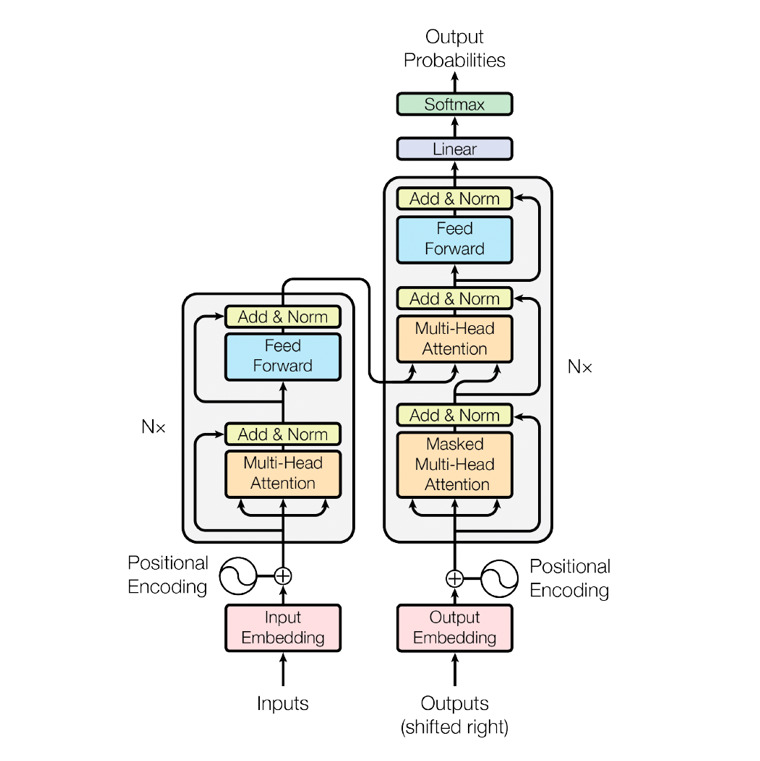 Output
Probabilities
Softmax
Linear
Add & Norm
Feed
Forward
Add & Norm
Multi-Head
Attention
Add & Norm
Masked
Multi-Head
Attention
N×
Add & Norm
Feed
Forward
Add & Norm
Multi-Head
Attention
N×
Positional
Encoding
Positional
Encoding
Input
Embedding
Output
Embedding
Inputs
Outputs
(shifted right)